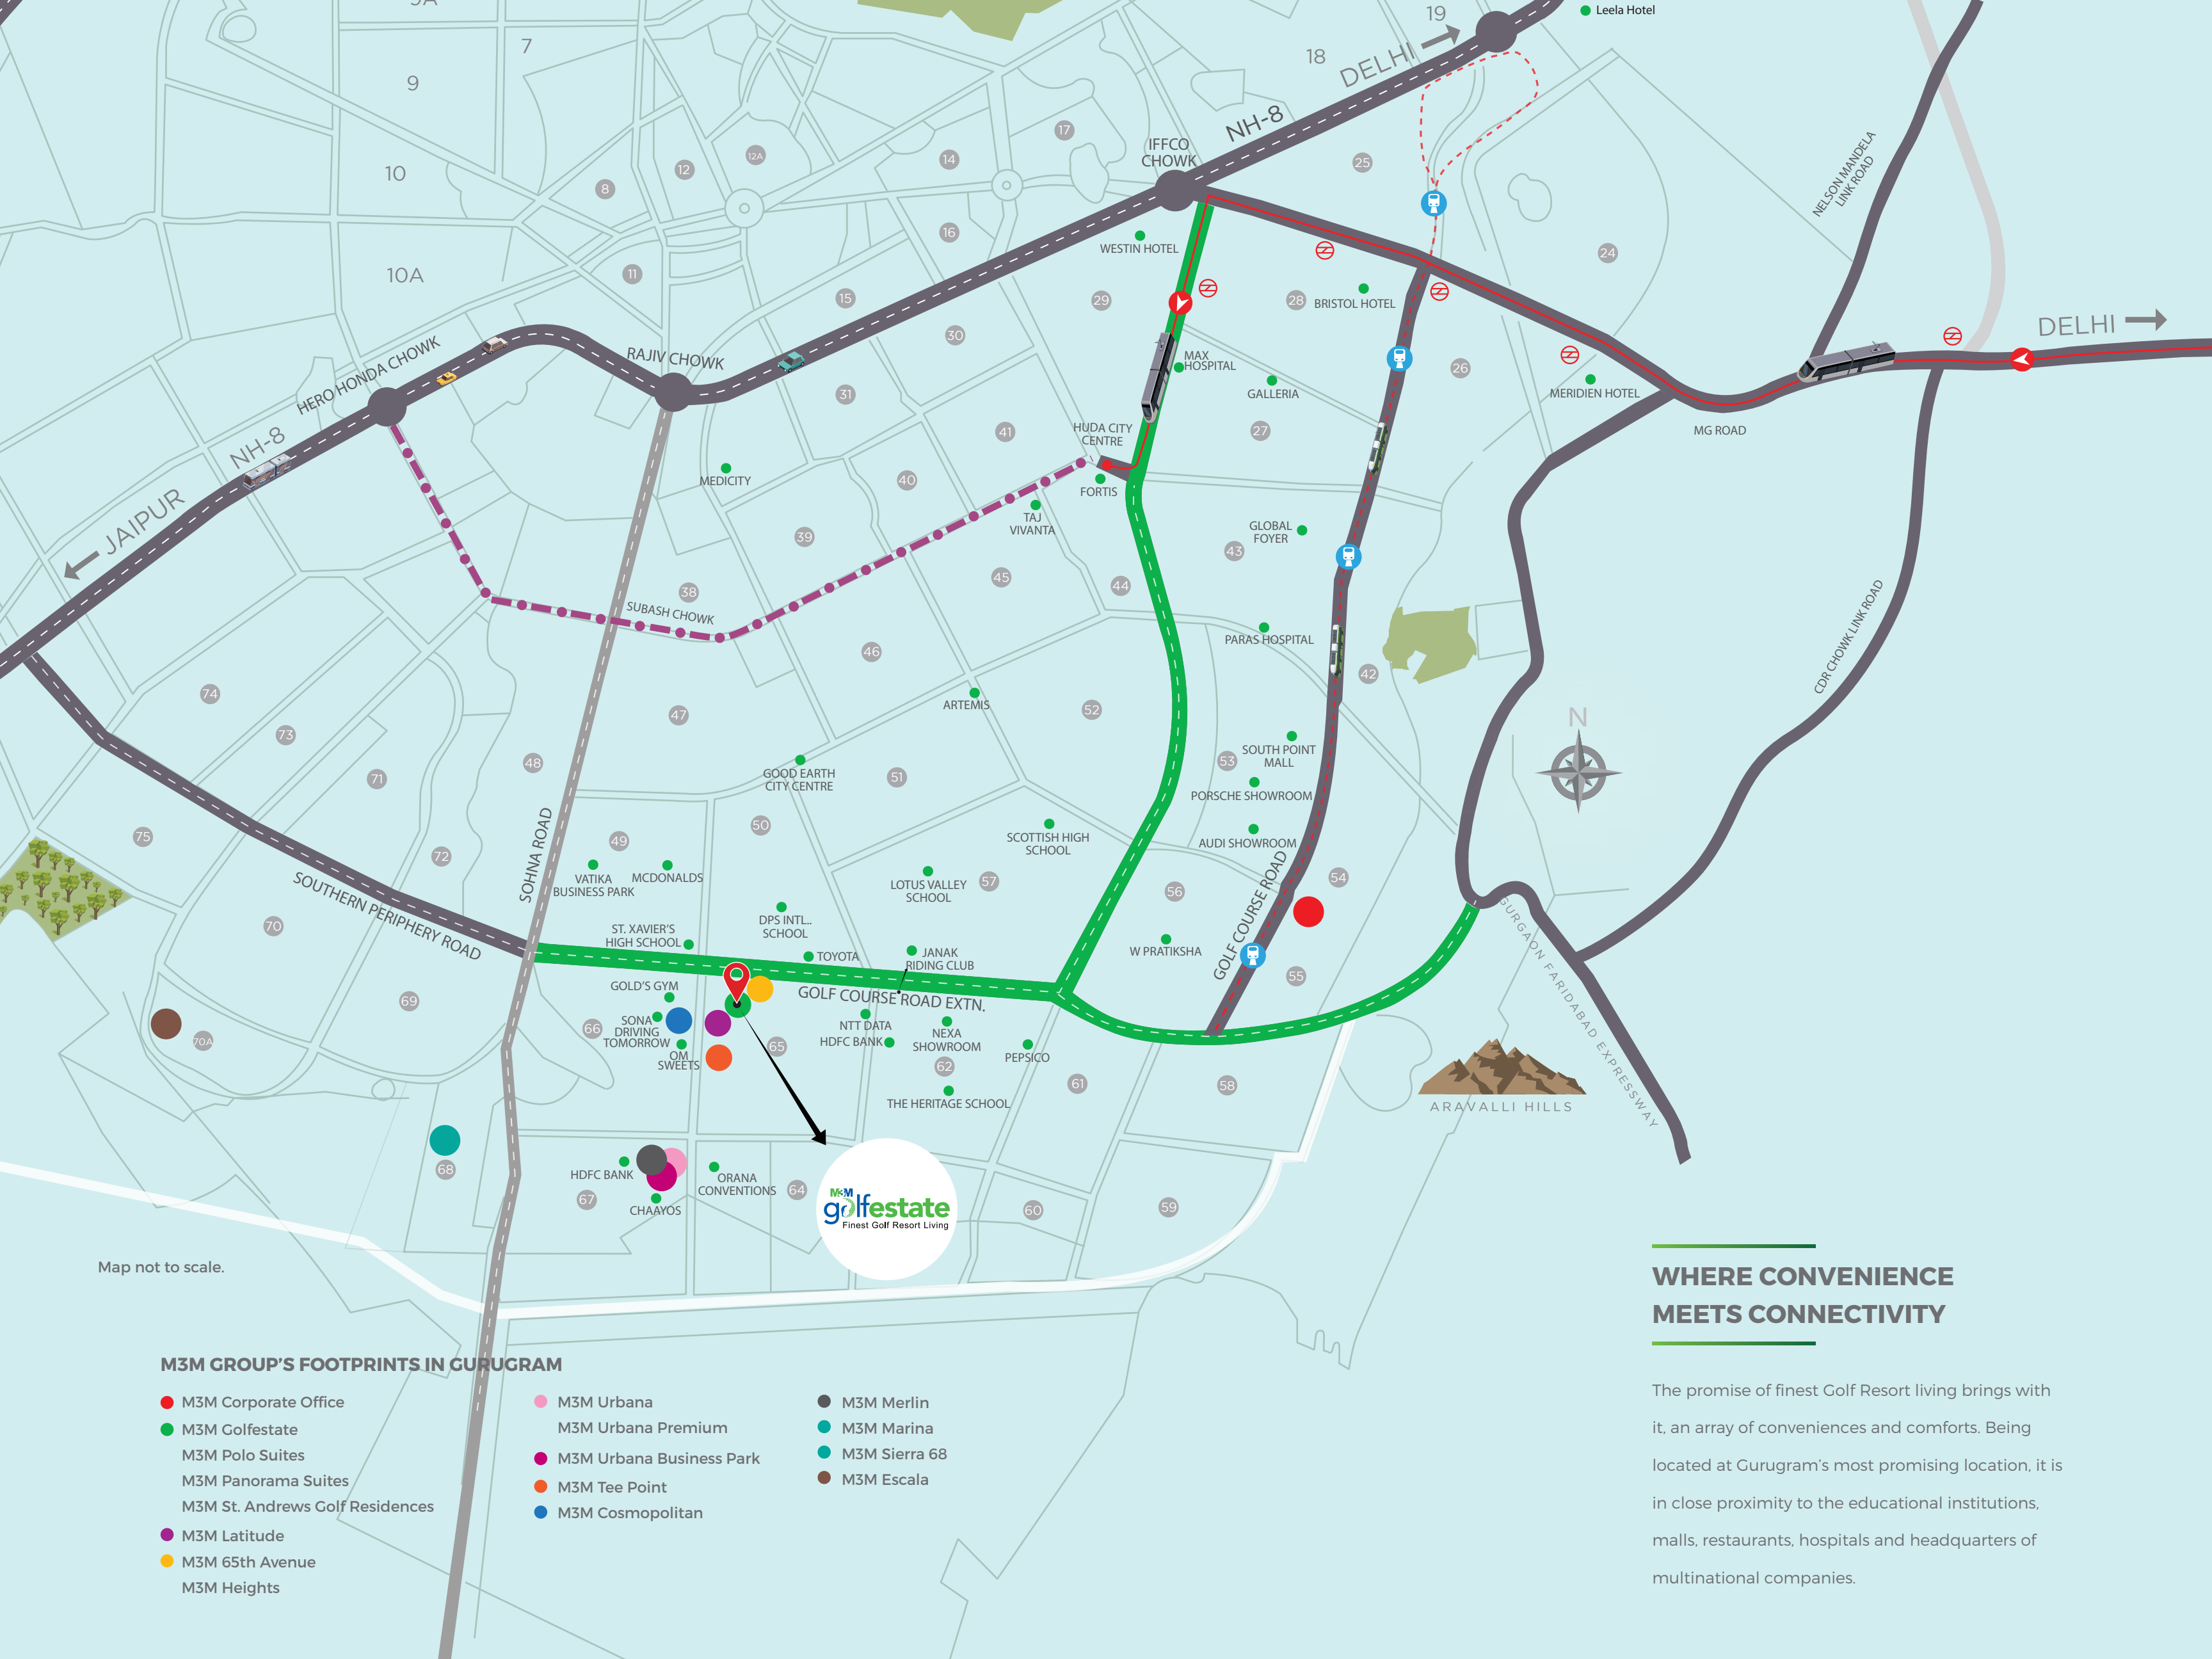 9A
7
9
10
10A
8
12
12A
11
14
17
16
15
30
31
29
18
19
DELHI
NH-8
Leela Hotel
IFFCO
CHOWK
25
24
NELSON MANDELA
LINK ROAD
WESTIN HOTEL
28
BRISTOL HOTEL
DELHI
MAX
HOSPITAL
GALLERIA
27
26
MERIDIEN HOTEL
MG ROAD
HERO HONDA CHOWK
RAJIV CHOWK
NH-8
JAIPUR
MEDICITY
41
40
39
HUDA CITY
CENTRE
FORTIS
TAJ
VIVANTA
GLOBAL
FOYER
43
45
44
38
SUBASH CHOWK
46
PARAS HOSPITAL
42
CDR CHOWK LINK ROAD
74
73
71
47
48
ARTEMIS
52
N
SOUTH POINT
MALL
53
PORSCHE SHOWROOM
GOOD EARTH
CITY CENTRE
51
75
72
SOHNA ROAD
49
50
SCOTTISH HIGH
SCHOOL
AUDI SHOWROOM
VATIKA
BUSINESS PARK
MCDONALDS
LOTUS VALLEY
SCHOOL
57
56
54
GOLF COURSE ROAD
70
SOUTHERN PERIPHERY ROAD
DPS INTL..
SCHOOL
ST. XAVIER'S
HIGH SCHOOL
TOYOTA
JANAK
RIDING CLUB
W PRATIKSHA
55
GURGAON FARIDABAD EXPRESSWAY
69
GOLD'S GYM
GOLF COURSE ROAD EXTN.
70A
66
SONA
DRIVING
TOMORROW
OM
SWEETS
65
NTT DATA
HDFC BANK
NEXA
SHOWROOM
62
PEPSICO
THE HERITAGE SCHOOL
61
58
ARAVALLI HILLS
68
HDFC BANK
67
CHAAYOS
ORANA
CONVENTIONS
64
M3M
golfestate
Finest Golf Resort Living
60
59
Map not to scale.
WHERE CONVENIENCE
MEETS CONNECTIVITY
The promise of finest Golf Resort living brings with
it, an array of conveniences and comforts. Being
located at Gurugram's most promising location, it is
in close proximity to the educational institutions,
malls, restaurants, hospitals and headquarters of
multinational companies.
M3M GROUP'S FOOTPRINTS IN GURUGRAM
M3M Corporate Office
M3M Golfestate
M3M Polo Suites
M3M Panorama Suites
M3M St. Andrews Golf Residences
M3M Latitude
M3M 65th Avenue
M3M Heights
M3M Urbana
M3M Urbana Premium
M3M Urbana Business Park
M3M Tee Point
M3M Cosmopolitan
M3M Merlin
M3M Marina
M3M Sierra 68
M3M Escala